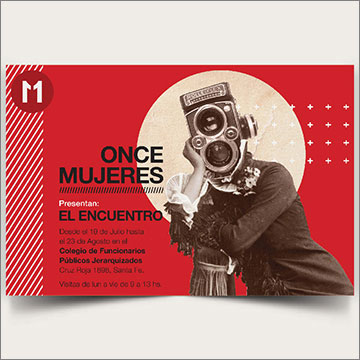 M
ONCE
MUJERES
Presentan:
EL ENCUENTRO
Desde el 19 de Julio hasta
el 23 de Agosto en el
Colegio de Funcionarios
Públicos Jerarquizados
Cruz Roja 1698, Santa Fe.
Visitas de lun a vie de 9 a 13 hs.